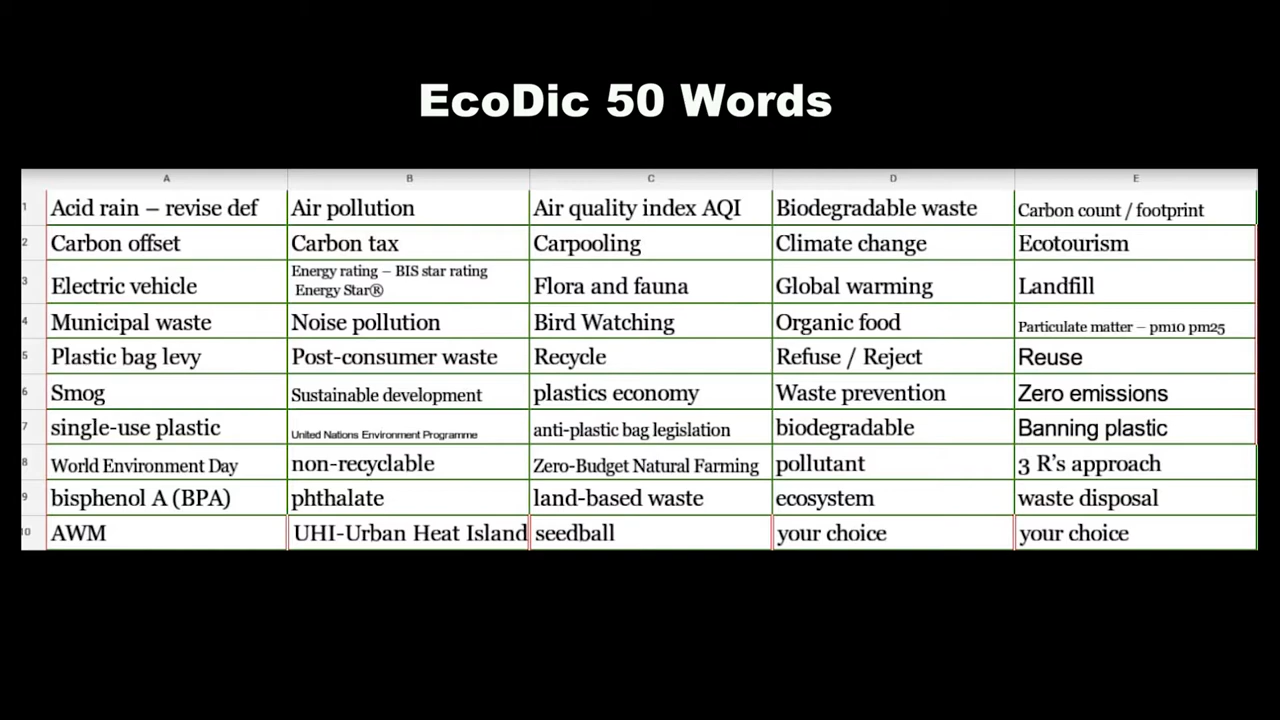 EcoDic 50 Words
A B C D E
1 Acid rain – revise def Air pollution Air quality index AQI Biodegradable waste Carbon count / footprint
2 Carbon offset Carbon tax Carpooling Climate change Ecotourism
3 Electric vehicle Energy rating – BIS star rating Energy Star® Flora and fauna Global warming Landfill
4 Municipal waste Noise pollution Bird Watching Organic food Particulate matter – pm10 pm25
5 Plastic bag levy Post-consumer waste Recycle Refuse / Reject Reuse
6 Smog Sustainable development plastics economy Waste prevention Zero emissions
7 single-use plastic United Nations Environment Programme anti-plastic bag legislation biodegradable Banning plastic
8 World Environment Day non-recyclable Zero-Budget Natural Farming pollutant 3 R's approach
9 bisphenol A (BPA) phthalate land-based waste ecosystem waste disposal
10 AWM UHI-Urban Heat Island seedball your choice your choice